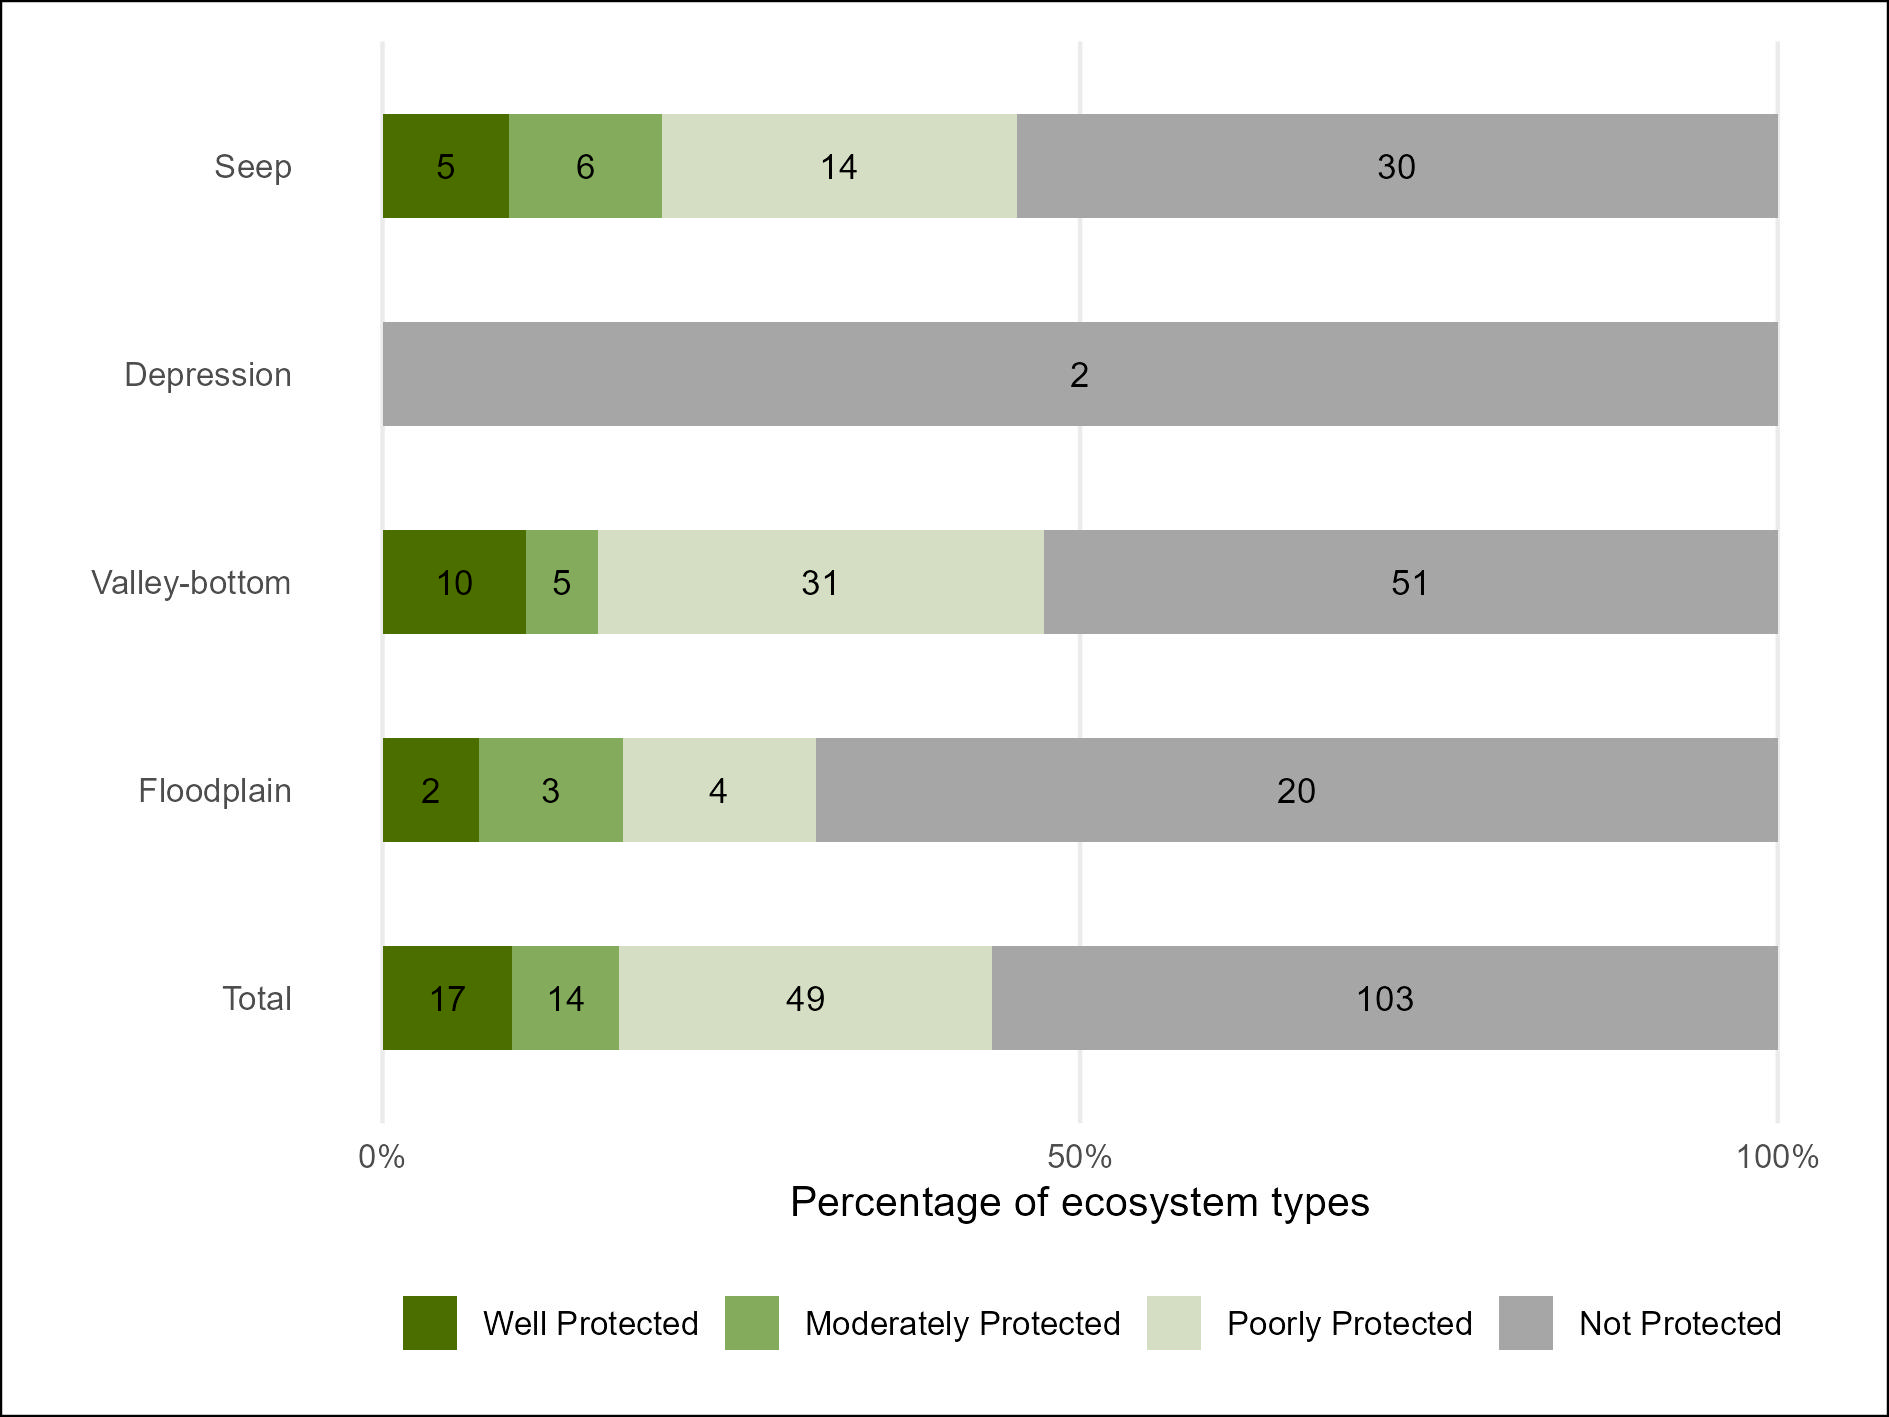 Seep 5 6 14 30
Depression 2
Valley-bottom 10 5 31 51
Floodplain 2 3 4 20
Total 17 14 49 103
0% 50% 100%
Percentage of ecosystem types
Well Protected Moderately Protected Poorly Protected Not Protected